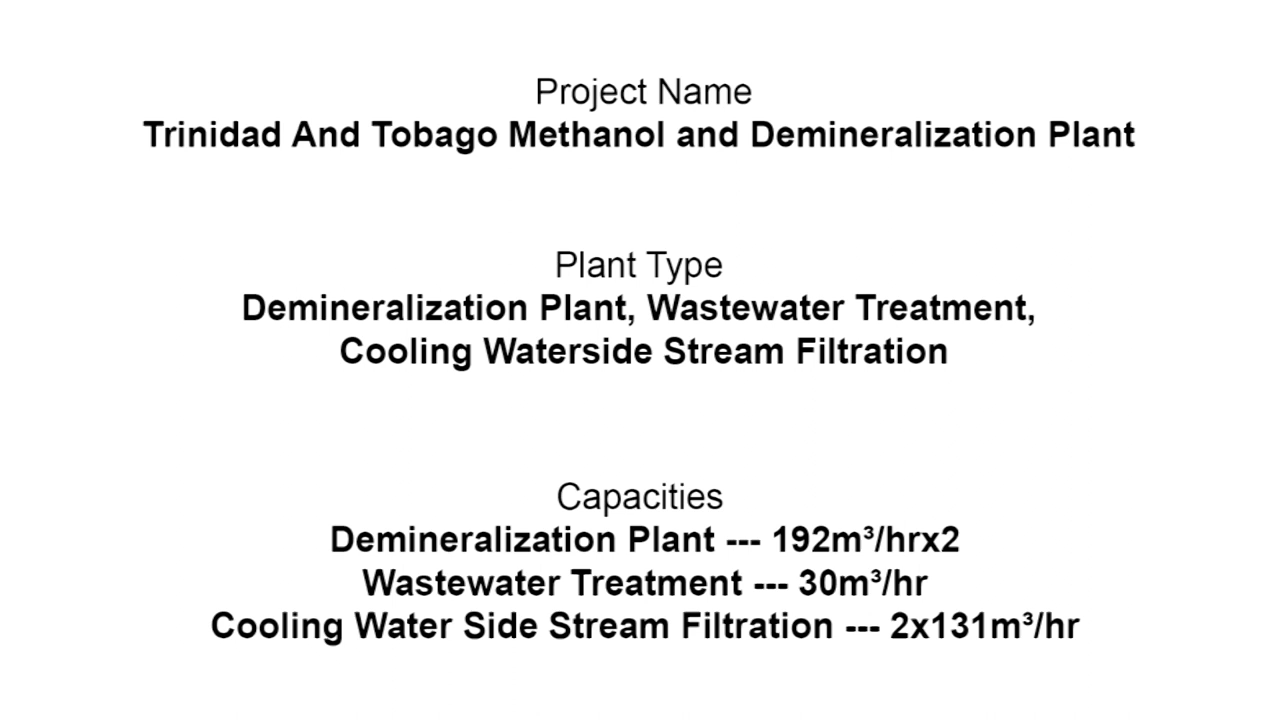 Project Name
Trinidad And Tobago Methanol and Demineralization Plant
Plant Type
Demineralization Plant, Wastewater Treatment,
Cooling Waterside Stream Filtration
Capacities
Demineralization Plant --- 192m³/hrx2
Wastewater Treatment --- 30m³/hr
Cooling Water Side Stream Filtration --- 2x131m³/hr